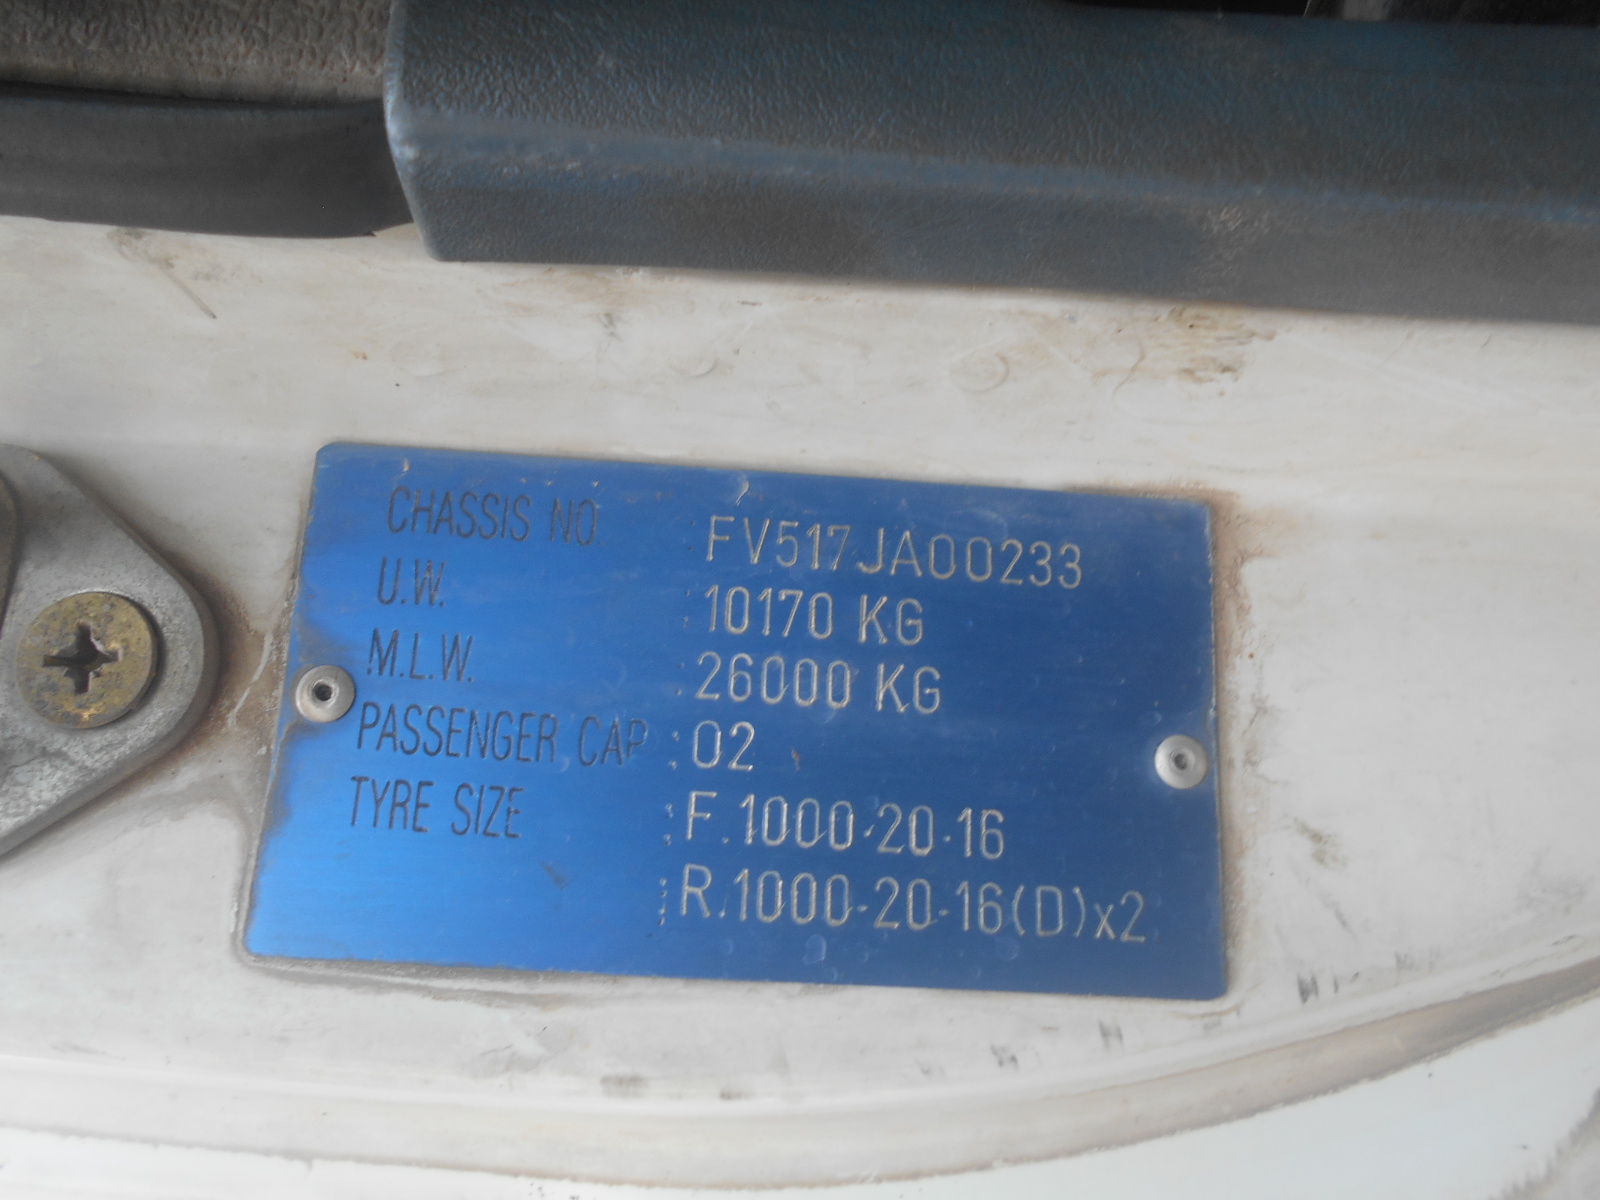 CHASSIS NO : FV517JA00233
U.W. : 10170 KG
M.L.W. : 26000 KG
PASSENGER CAP : 02
TYRE SIZE : F.1000-20-16
: R.1000-20-16(D)x2